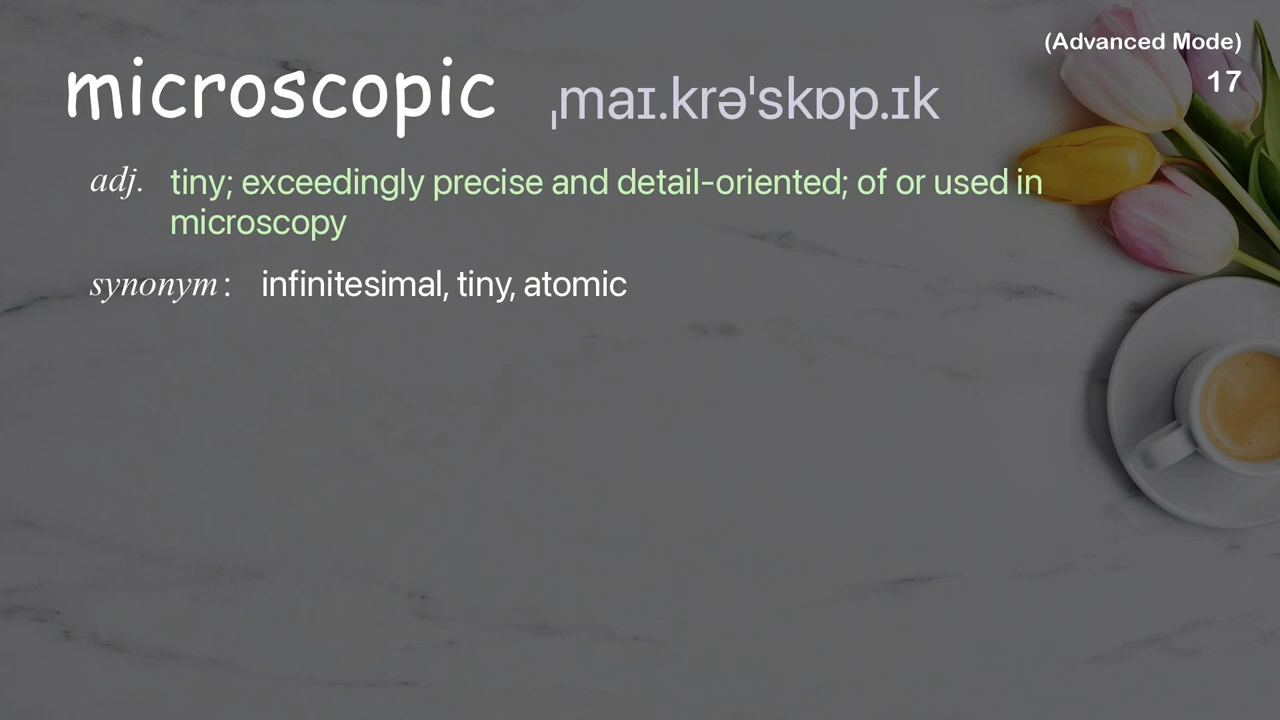 (Advanced Mode)
microscopic ˌmaɪ.krəˈskɒp.ɪk
17
adj. tiny; exceedingly precise and detail-oriented; of or used in
microscopy
synonym : infinitesimal, tiny, atomic